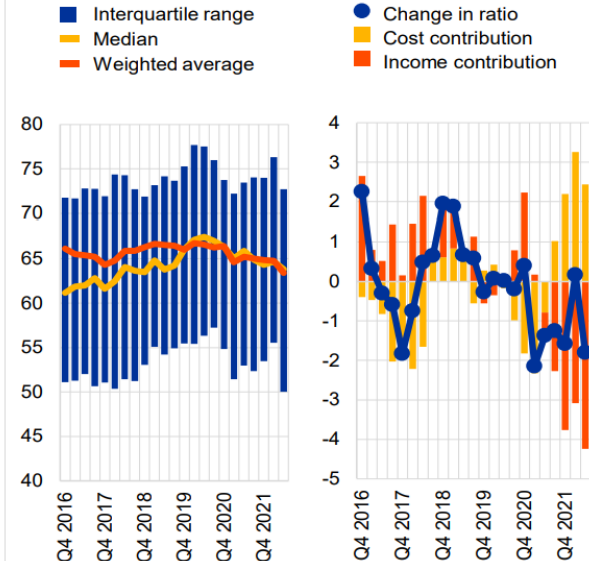 Interquartile range
Median
Weighted average
80
75
70
65
60
55
50
45
40
Q4 2016
Q4 2017
Q4 2018
Q4 2019
Q4 2020
Q4 2021
Change in ratio
Cost contribution
Income contribution
4
3
2
1
0
-1
-2
-3
-4
-5
Q4 2016
Q4 2017
Q4 2018
Q4 2019
Q4 2020
Q4 2021